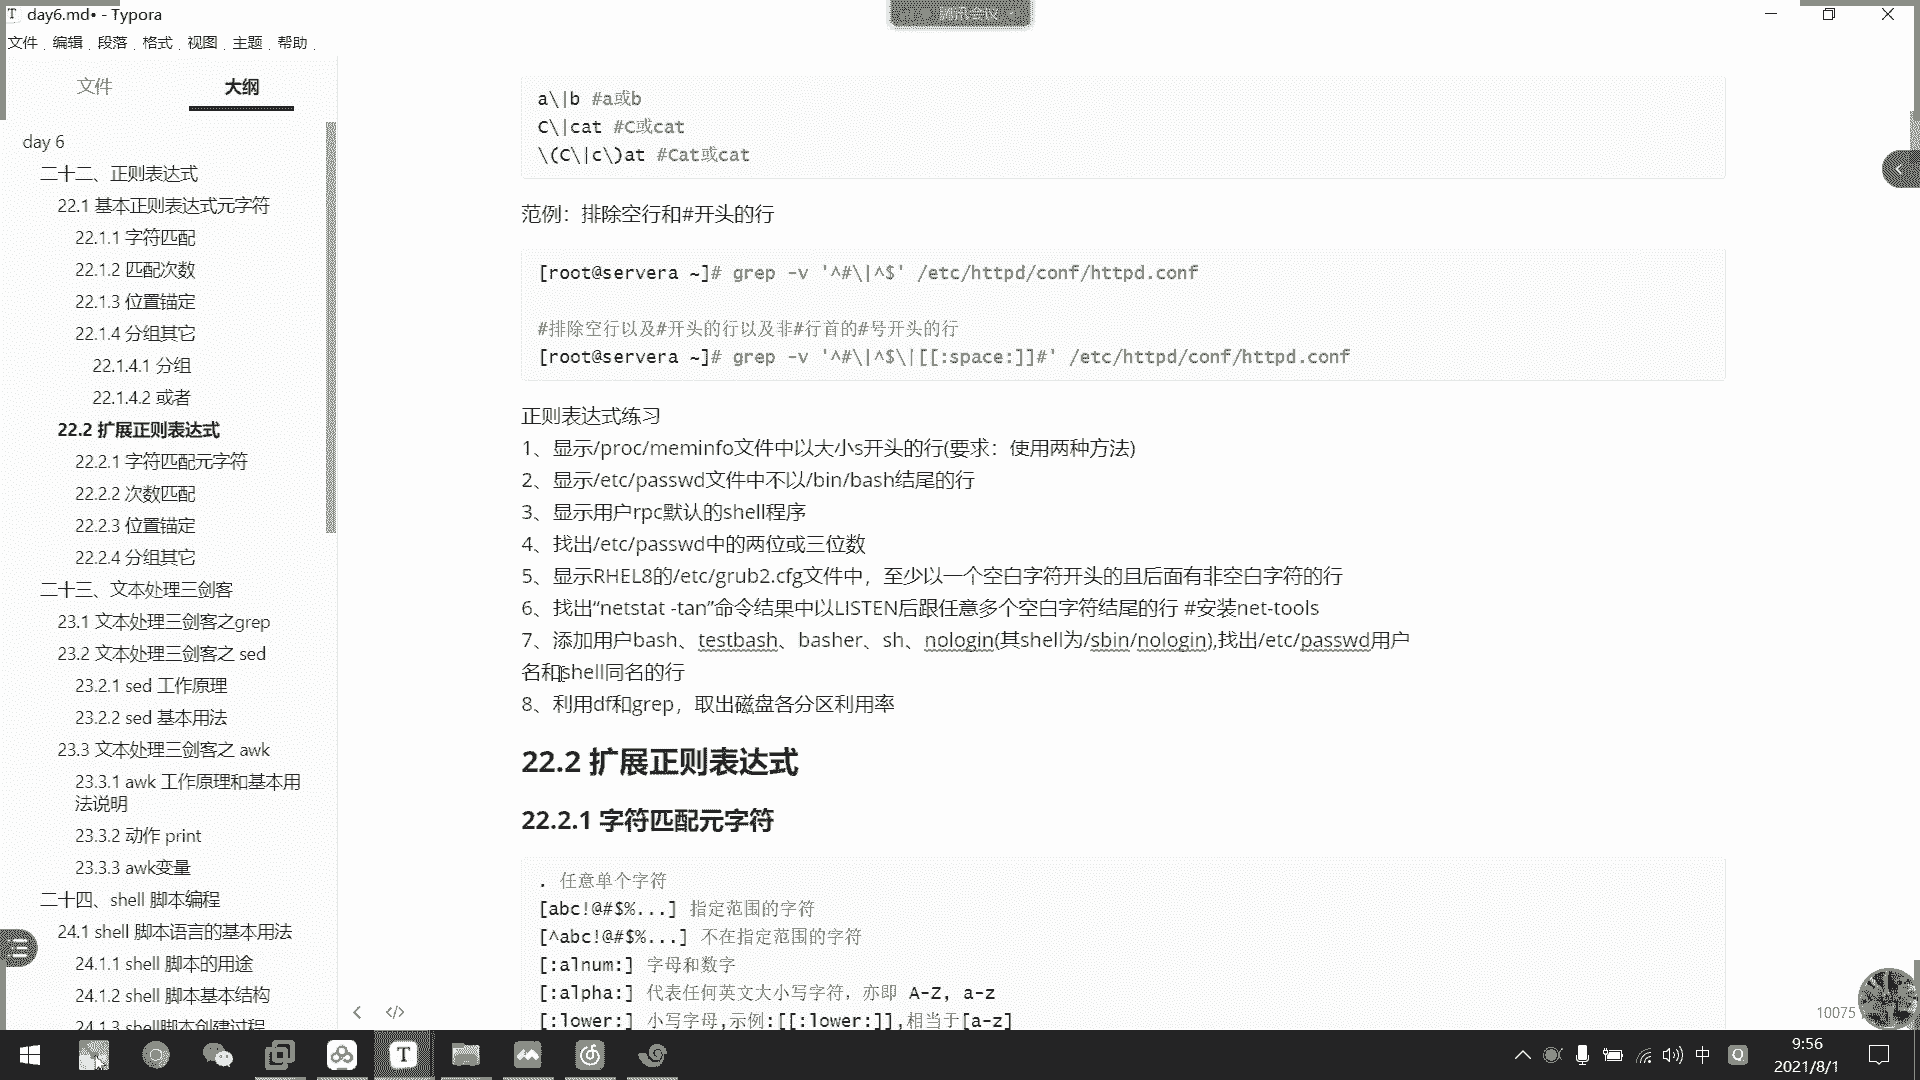 day6.md• - Typora
腾讯会议
文件 编辑 段落 格式 视图 主题 帮助
文件 大纲
day 6
二十二、正则表达式
22.1 基本正则表达式元字符
22.1.1 字符匹配
22.1.2 匹配次数
22.1.3 位置锚定
22.1.4 分组其它
22.1.4.1 分组
22.1.4.2 或者
22.2 扩展正则表达式
22.2.1 字符匹配元字符
22.2.2 次数匹配
22.2.3 位置锚定
22.2.4 分组其它
二十三、文本处理三剑客
23.1 文本处理三剑客之grep
23.2 文本处理三剑客之 sed
23.2.1 sed 工作原理
23.2.2 sed 基本用法
23.3 文本处理三剑客之 awk
23.3.1 awk 工作原理和基本用
法说明
23.3.2 动作 print
23.3.3 awk变量
二十四、shell 脚本编程
24.1 shell 脚本语言的基本用法
24.1.1 shell 脚本的用途
24.1.2 shell 脚本基本结构
24.1.3 shell脚本创建过程
a\|b #a或b
C\|cat #C或cat
\(C\|c\)at #Cat或cat
范例：排除空行和#开头的行
[root@servera ~]# grep -v '^#\|^$' /etc/httpd/conf/httpd.conf
#排除空行以及#开头的行以及非#行首的#号开头的行
[root@servera ~]# grep -v '^#\|^$\|[[:space:]]#' /etc/httpd/conf/httpd.conf
正则表达式练习
1、显示/proc/meminfo文件中以大小s开头的行(要求：使用两种方法)
2、显示/etc/passwd文件中不以/bin/bash结尾的行
3、显示用户rpc默认的shell程序
4、找出/etc/passwd中的两位或三位数
5、显示RHEL8的/etc/grub2.cfg文件中，至少以一个空白字符开头的且后面有非空白字符的行
6、找出“netstat -tan”命令结果中以LISTEN后跟任意多个空白字符结尾的行 #安装net-tools
7、添加用户bash、testbash、basher、sh、nologin(其shell为/sbin/nologin),找出/etc/passwd用户
名和shell同名的行
8、利用df和grep，取出磁盘各分区利用率
22.2 扩展正则表达式
22.2.1 字符匹配元字符
. 任意单个字符
[abc!@#$%...] 指定范围的字符
[^abc!@#$%...] 不在指定范围的字符
[:alnum:] 字母和数字
[:alpha:] 代表任何英文大小写字符，亦即 A-Z, a-z
[:lower:] 小写字母,示例:[[:lower:]],相当于[a-z]
10075
中
9:56
2021/8/1